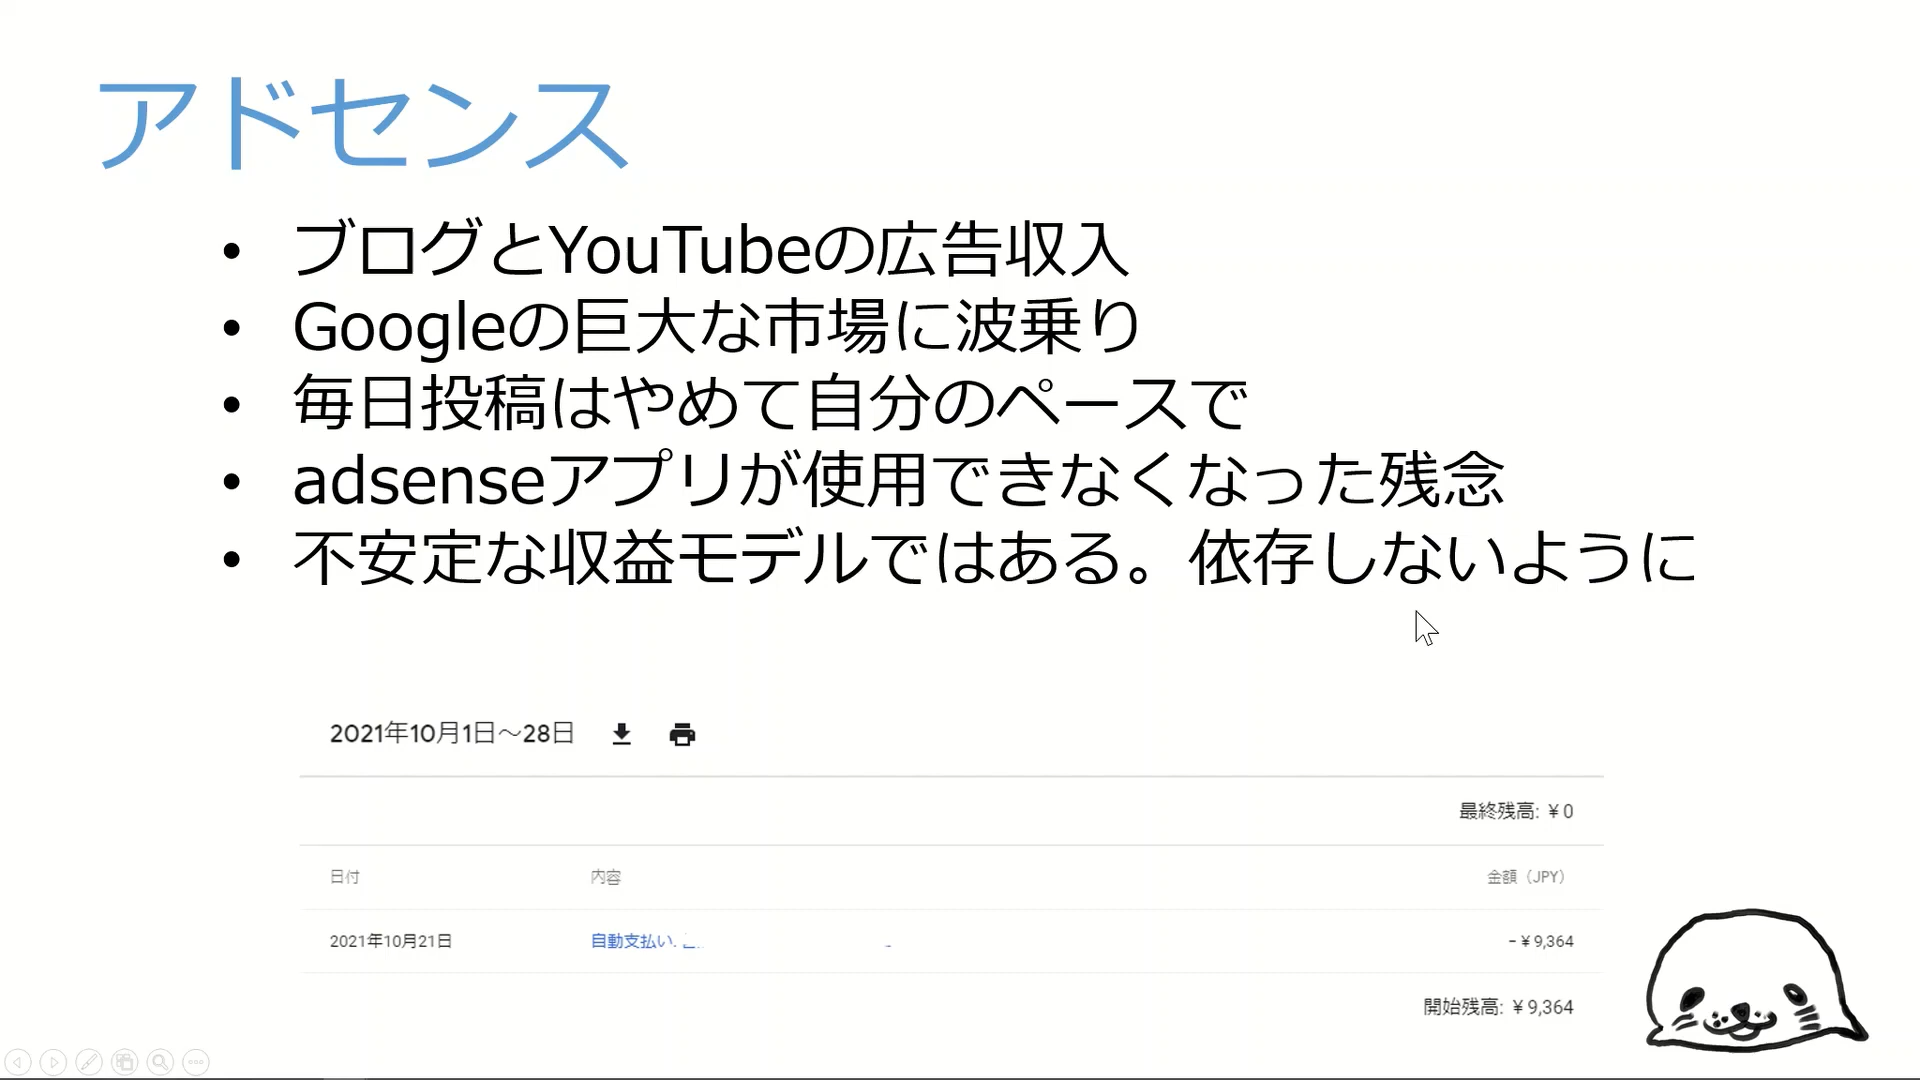 アドセンス
• ブログとYouTubeの広告収入
• Googleの巨大な市場に波乗り
• 毎日投稿はやめて自分のペースで
• adsenseアプリが使用できなくなった残念
• 不安定な収益モデルではある。依存しないように
2021年10月1日～28日
最終残高: ¥0
日付 内容 金額（JPY）
2021年10月21日 自動支払い: -¥9,364
開始残高: ¥9,364